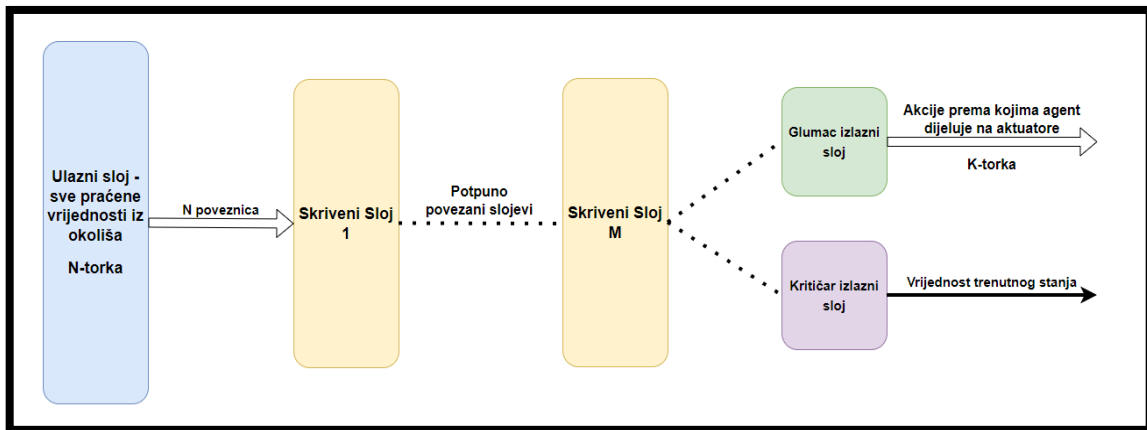 Ulazni sloj -
sve praćene
vrijednosti iz
okoliša
N-torka
N poveznica
Skriveni Sloj
1
Potpuno
povezani slojevi
Skriveni Sloj
M
Glumac izlazni
sloj
Akcije prema kojima agent
dijeluje na aktuatore
K-torka
Kritičar izlazni
sloj
Vrijednost trenutnog stanja